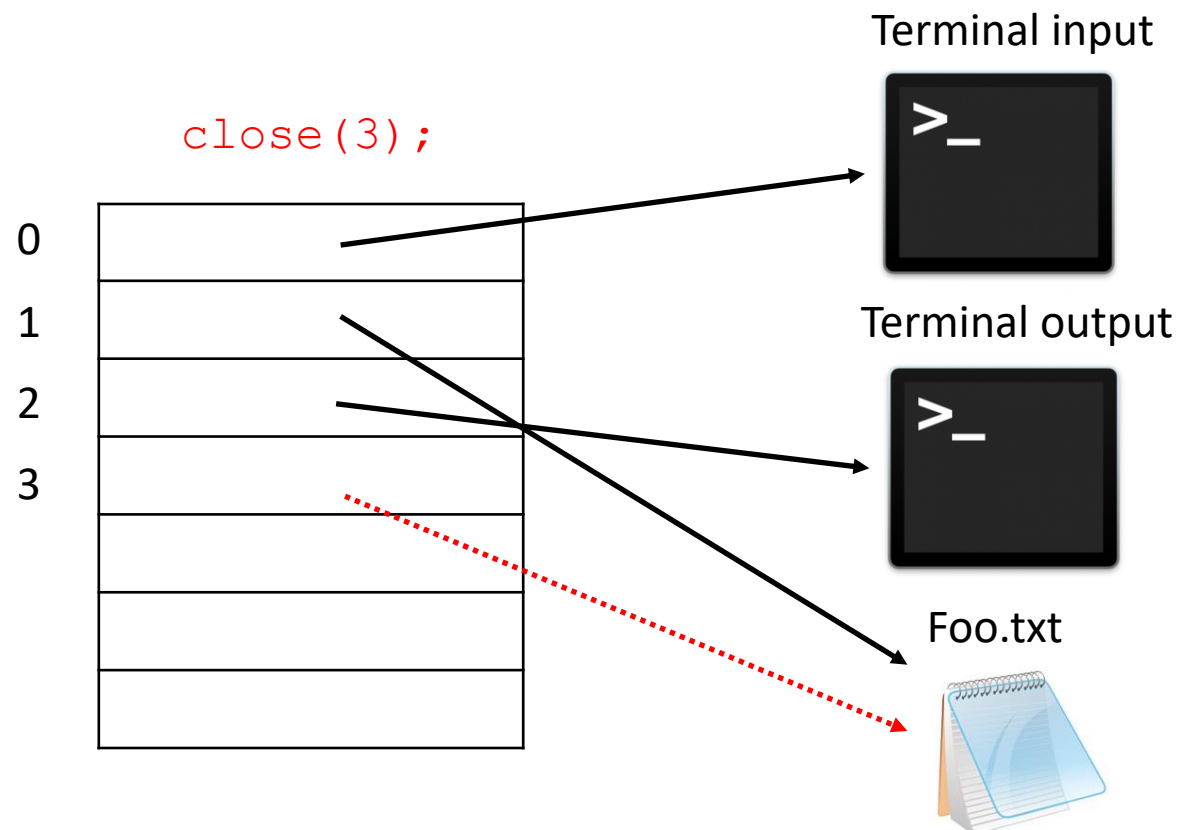 Terminal input
>_
close(3);
0
1
Terminal output
2
>_
3
Foo.txt